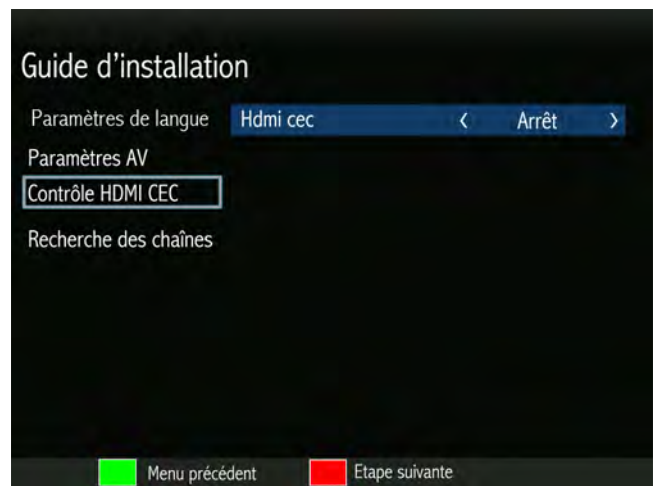 Guide d'installation
Paramètres de langue Hdmi cec < Arrêt >
Paramètres AV
Contrôle HDMI CEC
Recherche des chaînes
Menu précédent Etape suivante